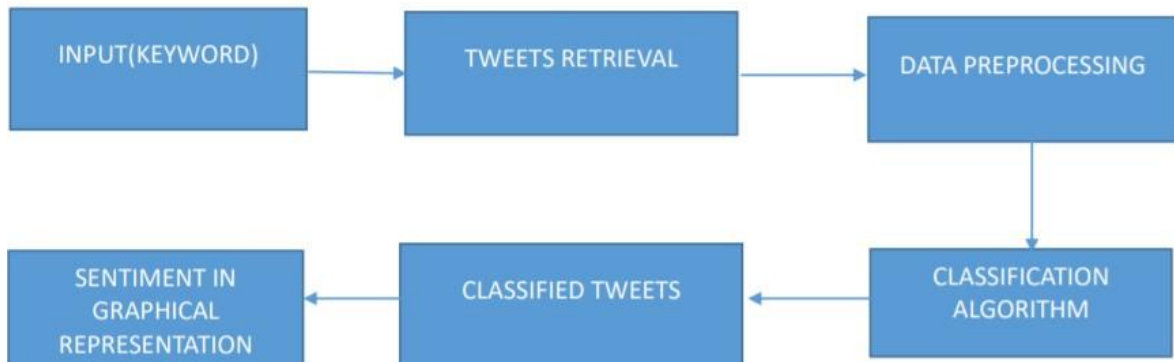 INPUT(KEYWORD)
TWEETS RETRIEVAL
DATA PREPROCESSING
CLASSIFICATION
ALGORITHM
CLASSIFIED TWEETS
SENTIMENT IN
GRAPHICAL
REPRESENTATION